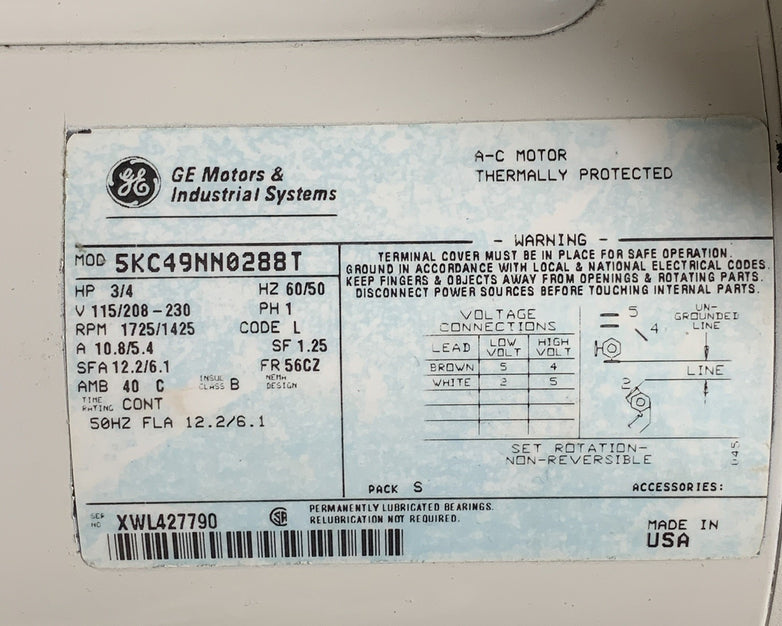 GE
GE Motors &
Industrial Systems
A-C MOTOR
THERMALLY PROTECTED
MOD 5KC49NN0288T
HP 3/4 HZ 60/50
V 115/208-230 PH 1
RPM 1725/1425 CODE L
A 10.8/5.4 SF 1.25
SFA 12.2/6.1 FR 56CZ
AMB 40 C INSUL CLASS B NEMA DESIGN
TIME RATING CONT
50HZ FLA 12.2/6.1
- WARNING -
TERMINAL COVER MUST BE IN PLACE FOR SAFE OPERATION.
GROUND IN ACCORDANCE WITH LOCAL & NATIONAL ELECTRICAL CODES.
KEEP FINGERS & OBJECTS AWAY FROM OPENINGS & ROTATING PARTS.
DISCONNECT POWER SOURCES BEFORE TOUCHING INTERNAL PARTS.
VOLTAGE
CONNECTIONS
LEAD LOW VOLT HIGH VOLT
BROWN 5 4
WHITE 2 5
5
4
2
UN-
GROUNDED
LINE
LINE
SET ROTATION-
NON-REVERSIBLE
PACK S
ACCESSORIES:
SER NO XWL427790
PERMANENTLY LUBRICATED BEARINGS.
RELUBRICATION NOT REQUIRED.
MADE IN
USA